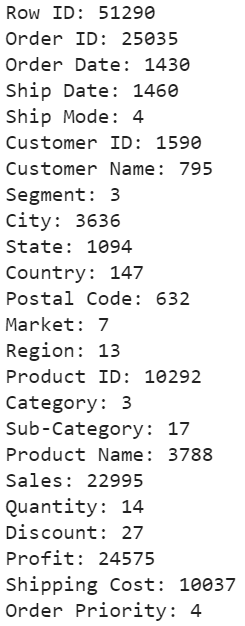 Row ID: 51290
Order ID: 25035
Order Date: 1430
Ship Date: 1460
Ship Mode: 4
Customer ID: 1590
Customer Name: 795
Segment: 3
City: 3636
State: 1094
Country: 147
Postal Code: 632
Market: 7
Region: 13
Product ID: 10292
Category: 3
Sub-Category: 17
Product Name: 3788
Sales: 22995
Quantity: 14
Discount: 27
Profit: 24575
Shipping Cost: 10037
Order Priority: 4